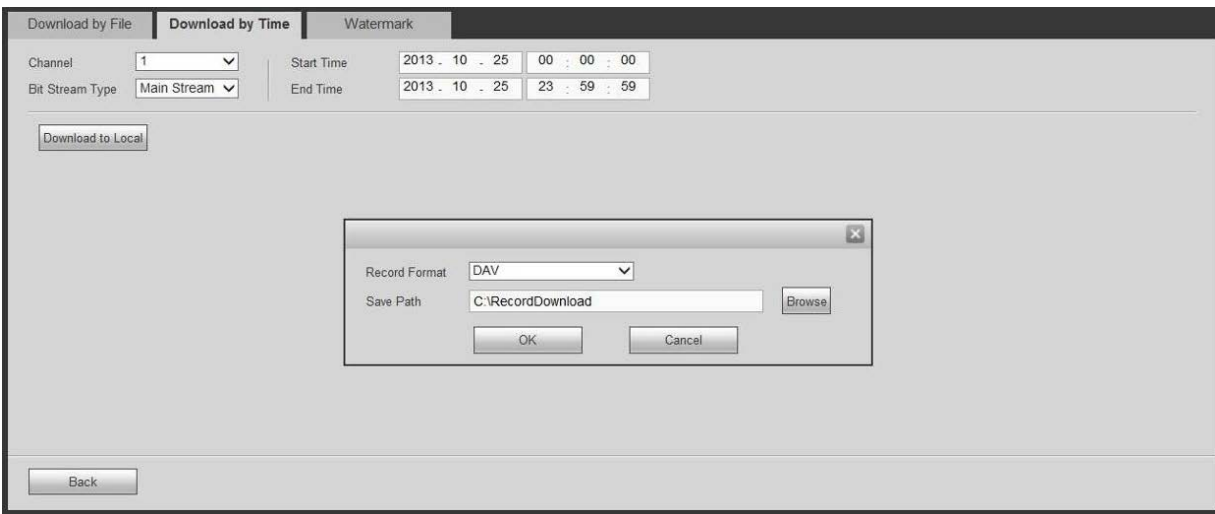 Download by File Download by Time Watermark
Channel 1 Start Time 2013 . 10 . 25 00 : 00 : 00
Bit Stream Type Main Stream End Time 2013 . 10 . 25 23 : 59 : 59
Download to Local
Record Format DAV
Save Path C:\RecordDownload Browse
OK Cancel
Back